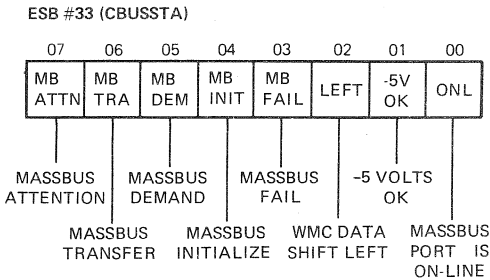 ESB #33 (CBUSSTA)
07 06 05 04 03 02 01 00
MB ATTN
MB TRA
MB DEM
MB INIT
MB FAIL
LEFT
-5V OK
ONL
MASSBUS
ATTENTION
MASSBUS
DEMAND
MASSBUS
FAIL
–5 VOLTS
OK
MASSBUS
TRANSFER
MASSBUS
INITIALIZE
WMC DATA
SHIFT LEFT
MASSBUS
PORT IS
ON-LINE